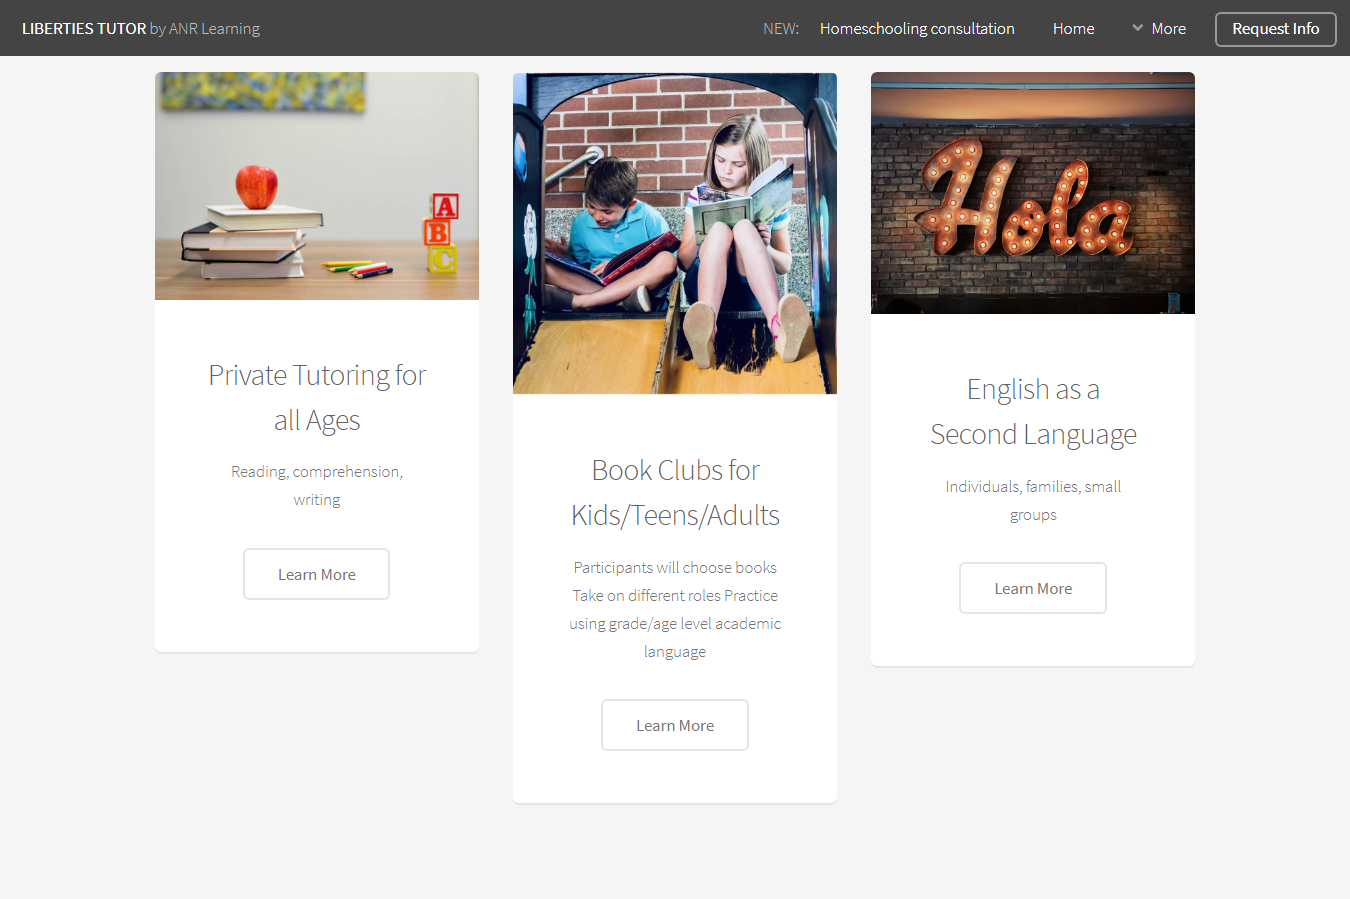 LIBERTIES TUTOR by ANR Learning
NEW: Homeschooling consultation Home More Request Info
A
B
C
Hola
Private Tutoring for
all Ages
Reading, comprehension,
writing
Learn More
Book Clubs for
Kids/Teens/Adults
Participants will choose books
Take on different roles Practice
using grade/age level academic
language
Learn More
English as a
Second Language
Individuals, families, small
groups
Learn More